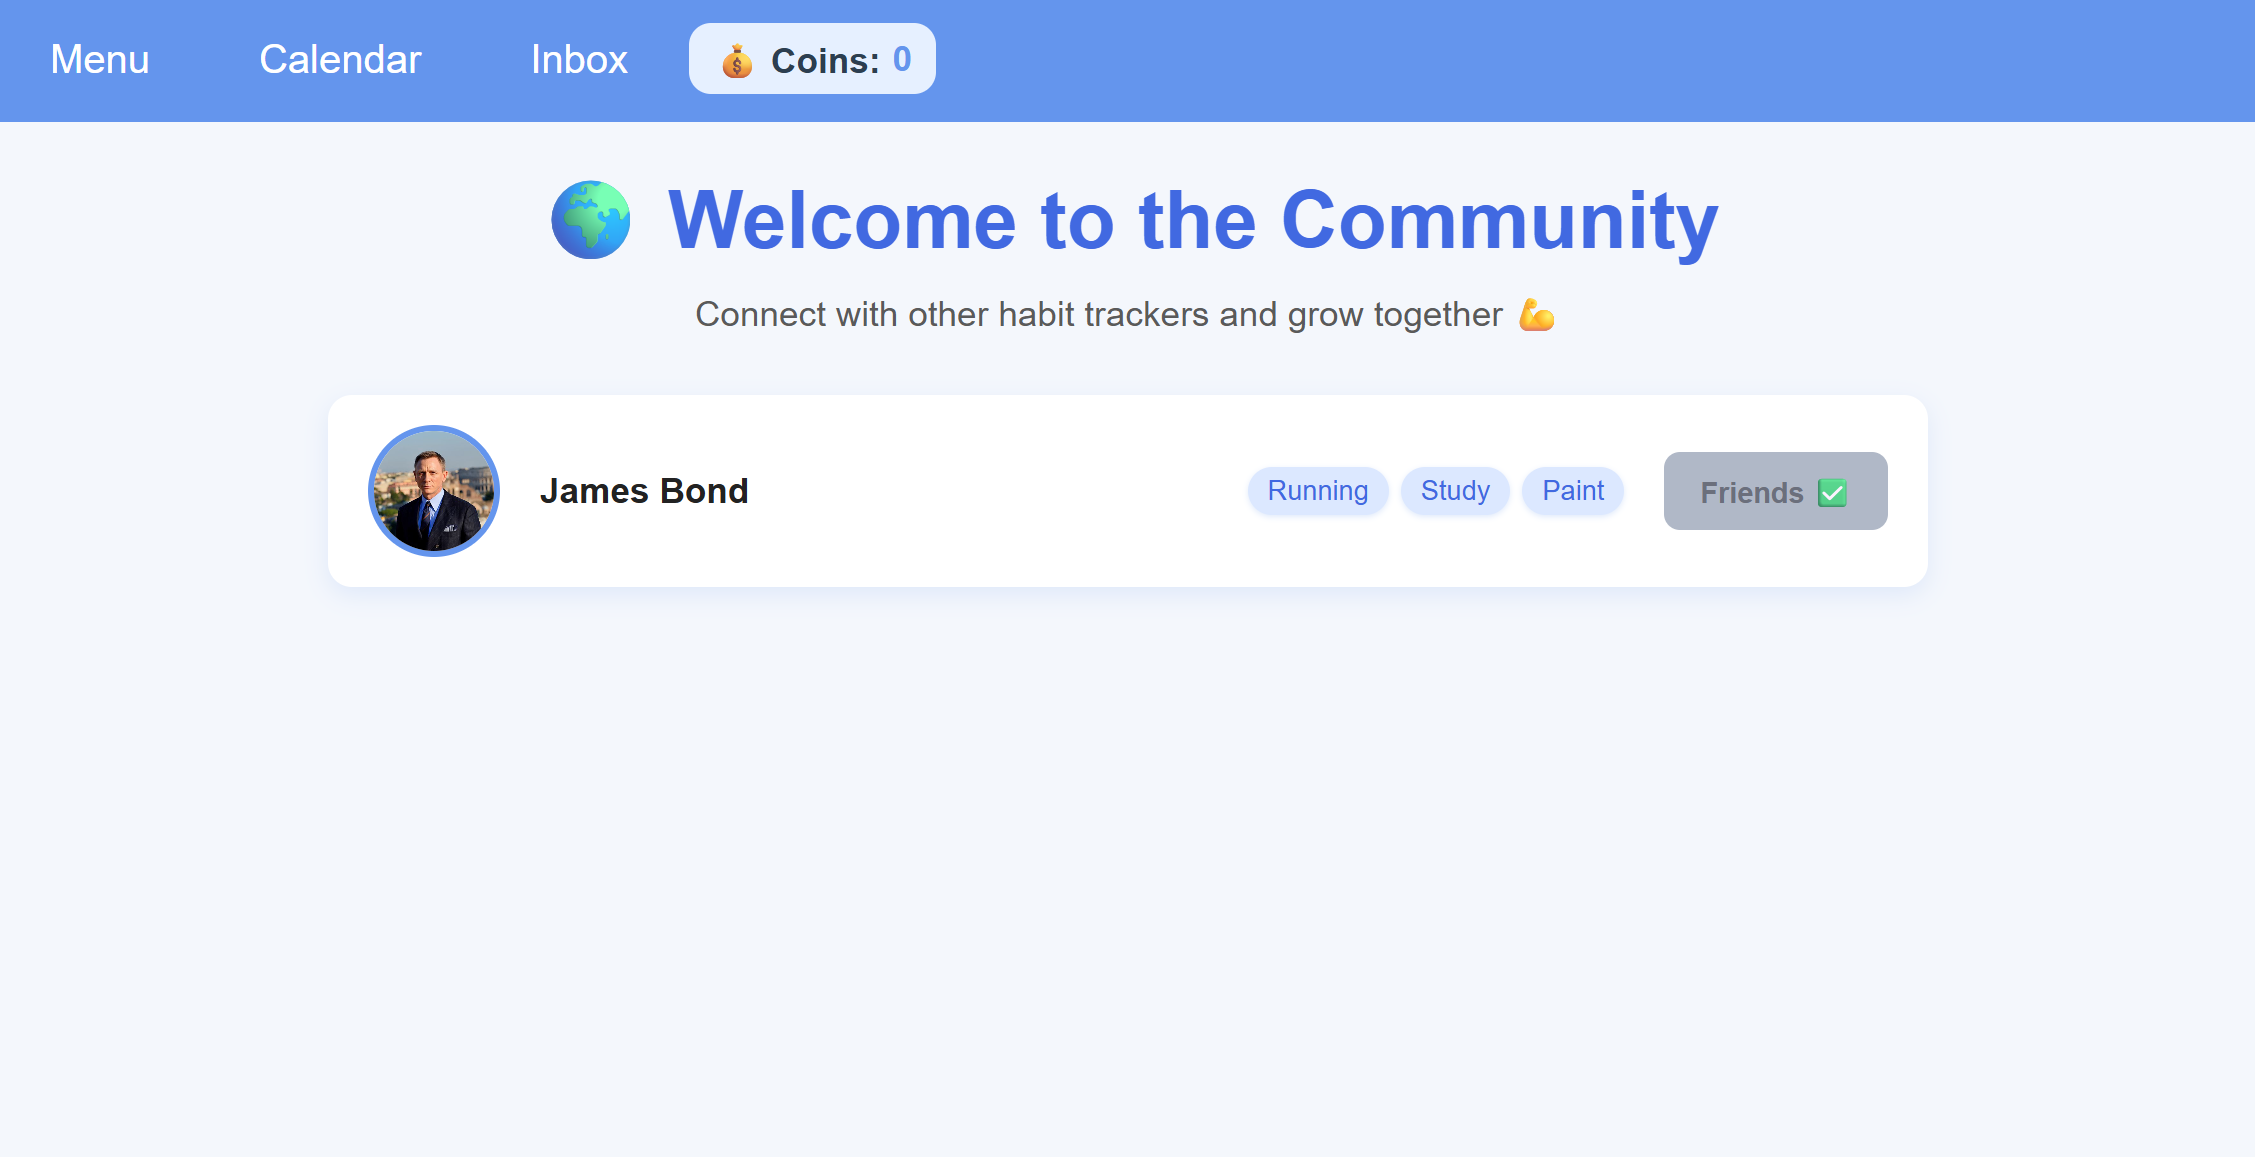 Menu Calendar Inbox 💰 Coins: 0
🌍 Welcome to the Community
Connect with other habit trackers and grow together 💪
James Bond Running Study Paint Friends ✅